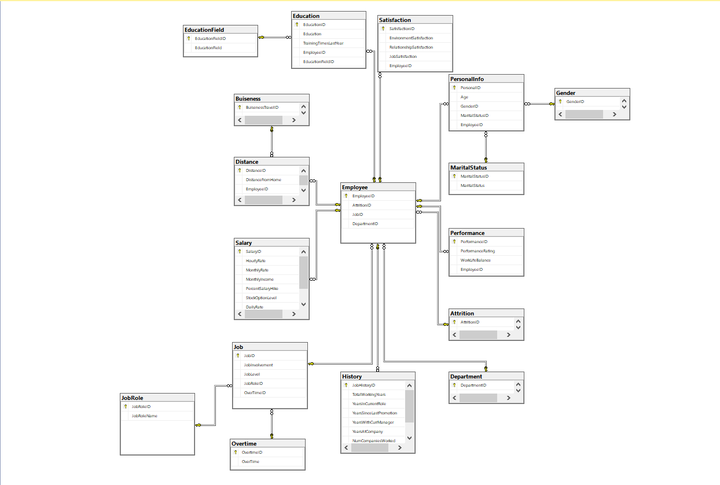 EducationField
EducationFieldID
EducationField
Education
EducationID
Education
TrainingTimesLastYear
EmployeeID
EducationFieldID
Satisfaction
SatisfactionID
EnvironmentSatisfaction
RelationshipSatisfaction
JobSatisfaction
EmployeeID
PersonalInfo
PersonalID
Age
GenderID
MaritalStatusID
EmployeeID
Gender
GenderID
Buiseness
BuisenessTravelID
Distance
DistanceID
DistanceFromHome
EmployeeID
MaritalStatus
MaritalStatusID
MaritalStatus
Employee
EmployeeID
AttritionID
JobID
DepartmentID
Salary
SalaryID
HourlyRate
MonthlyRate
MonthlyIncome
PercentSalaryHike
StockOptionLevel
DailyRate
Performance
PerformanceID
PerformanceRating
WorkLifeBalance
EmployeeID
Attrition
AttritionID
Job
JobID
JobInvolvement
JobLevel
JobRoleID
OverTimeID
History
JobHistoryID
TotalWorkingYears
YearsInCurrentRole
YearsSinceLastPromotion
YearsWithCurrManager
YearsAtCompany
NumCompaniesWorked
Department
DepartmentID
JobRole
JobRoleID
JobRoleName
Overtime
OverTimeID
OverTime